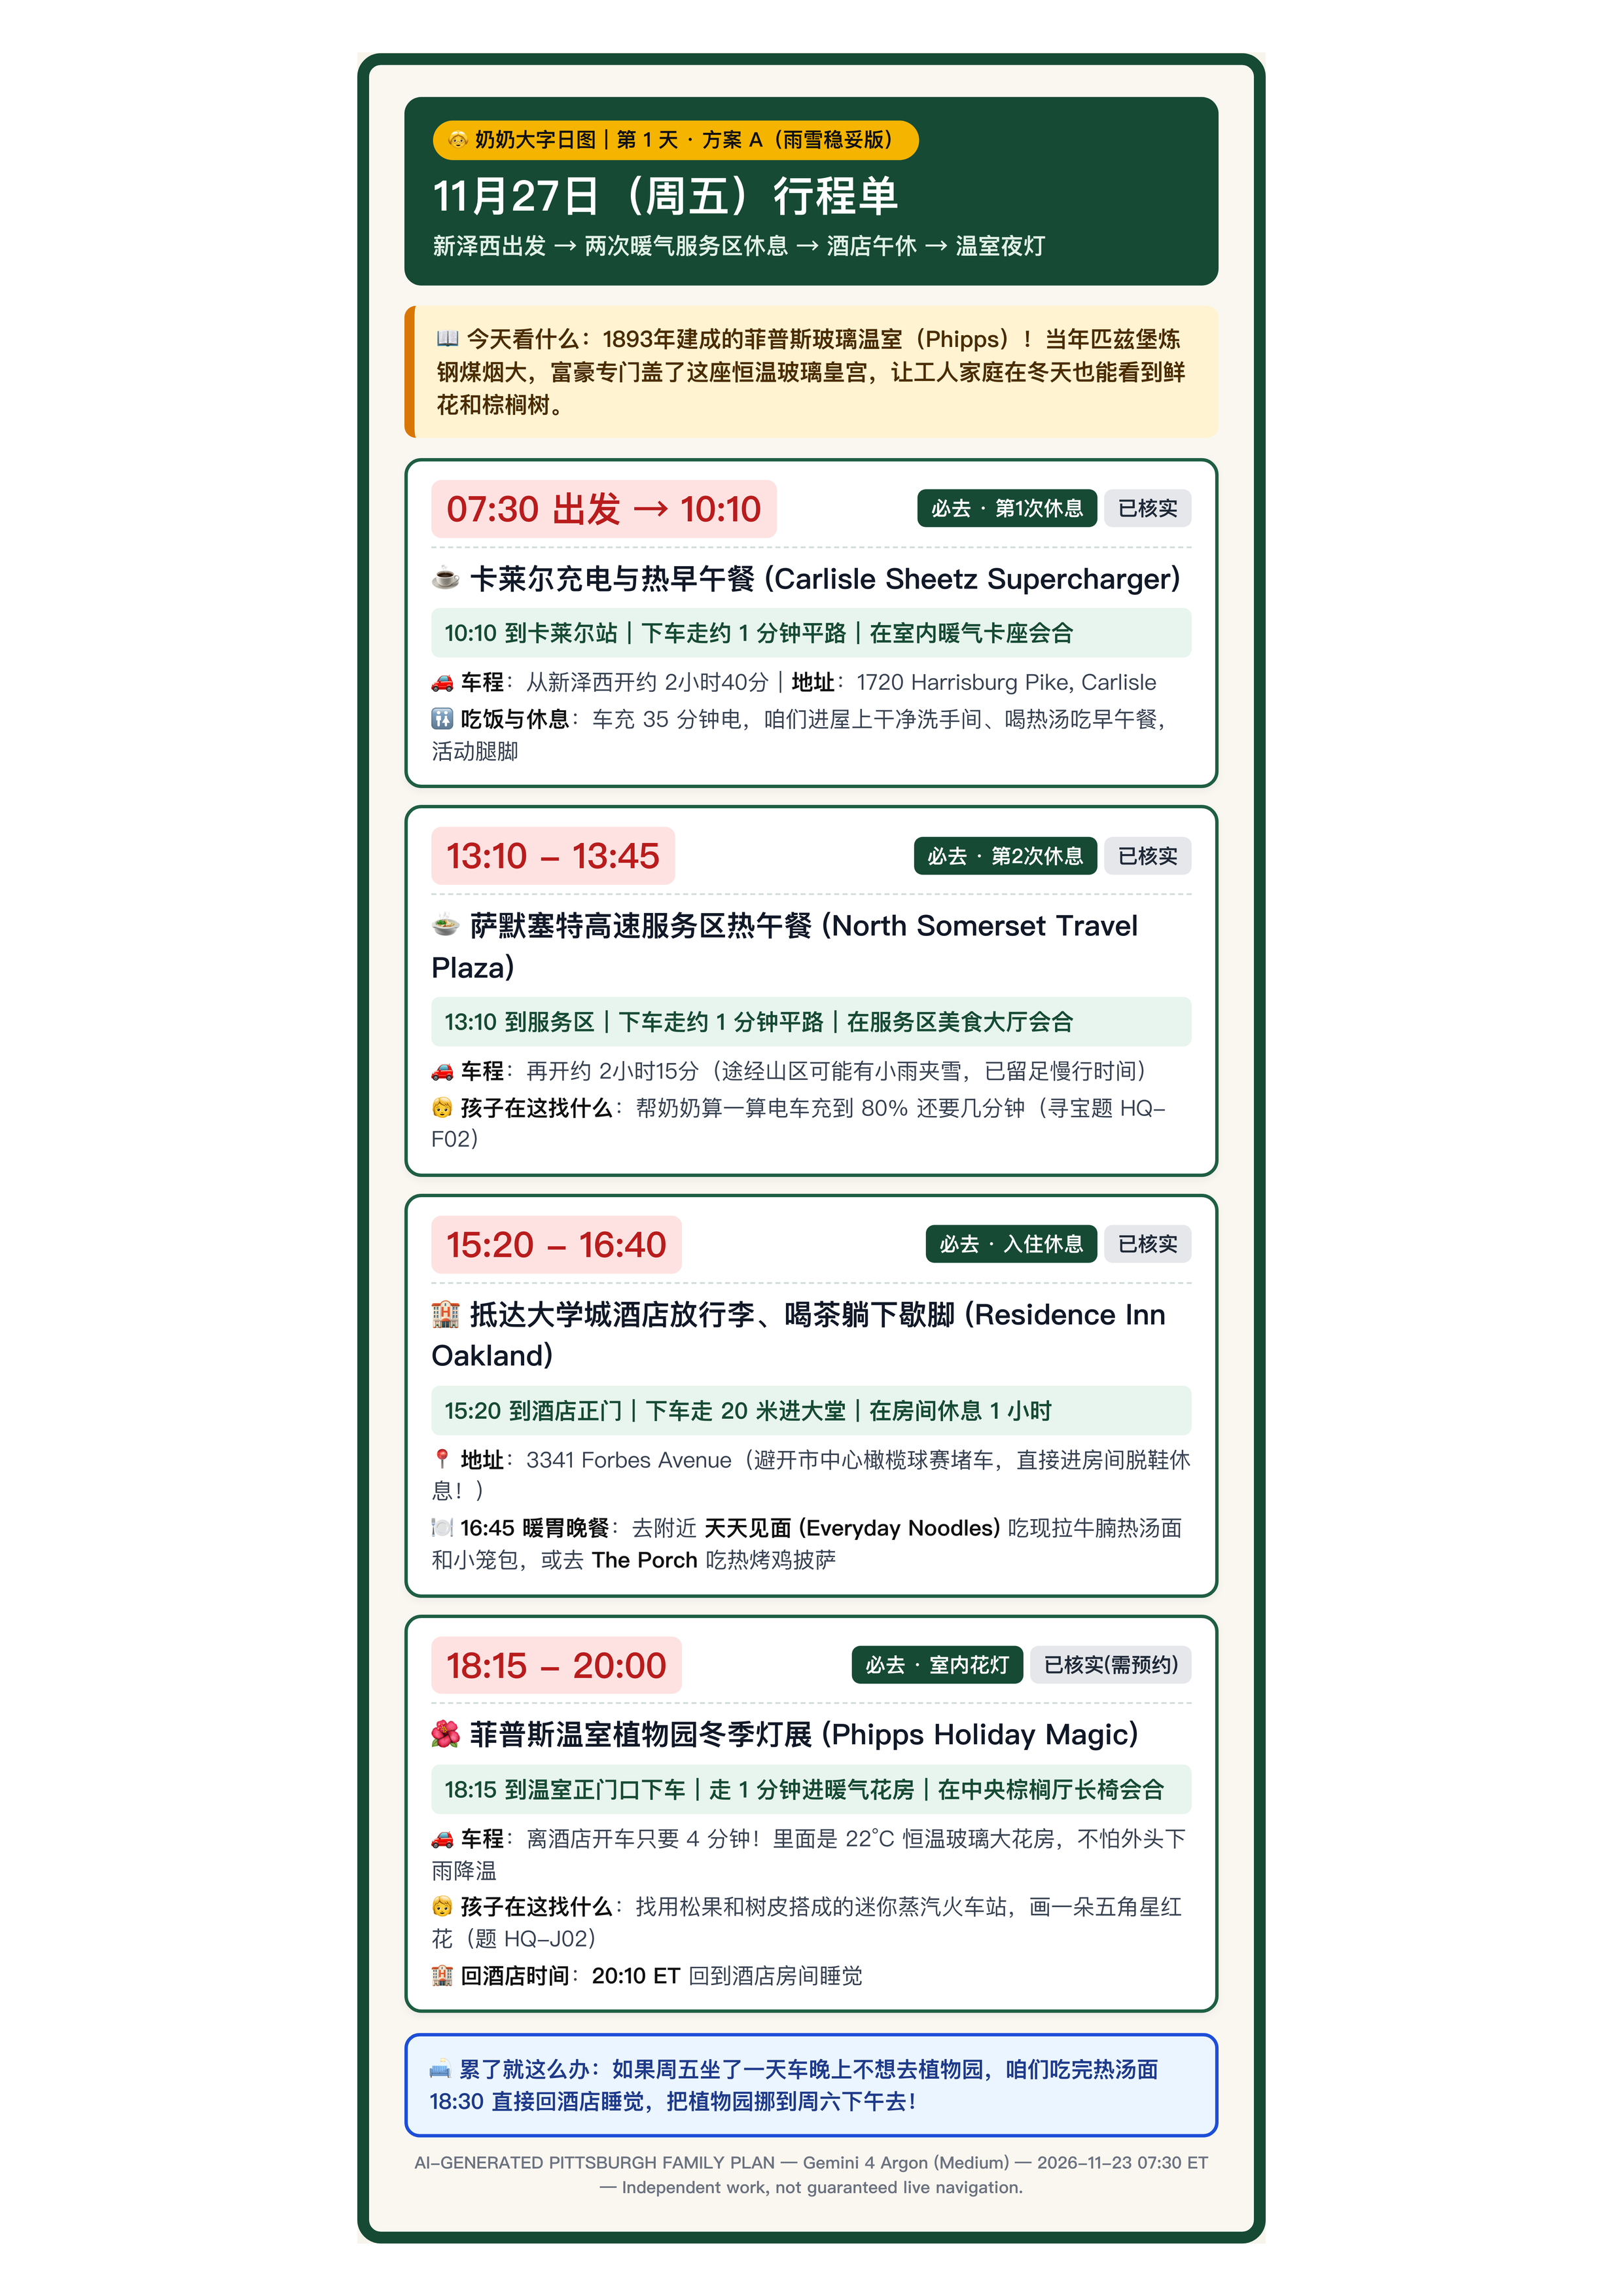 👵 奶奶大字日图｜第 1 天 · 方案 A（雨雪稳妥版）
11月27日（周五）行程单
新泽西出发 → 两次暖气服务区休息 → 酒店午休 → 温室夜灯
📖 今天看什么：1893年建成的菲普斯玻璃温室（Phipps）！当年匹兹堡炼
钢煤烟大，富豪专门盖了这座恒温玻璃皇宫，让工人家庭在冬天也能看到鲜
花和棕榈树。
07:30 出发 → 10:10
必去 · 第1次休息
已核实
☕ 卡莱尔充电与热早午餐 (Carlisle Sheetz Supercharger)
10:10 到卡莱尔站｜下车走约 1 分钟平路｜在室内暖气卡座会合
🚗 车程：从新泽西开约 2小时40分｜地址：1720 Harrisburg Pike, Carlisle
🚻 吃饭与休息：车充 35 分钟电，咱们进屋上干净洗手间、喝热汤吃早午餐，
活动腿脚
13:10 – 13:45
必去 · 第2次休息
已核实
🍲 萨默塞特高速服务区热午餐 (North Somerset Travel
Plaza)
13:10 到服务区｜下车走约 1 分钟平路｜在服务区美食大厅会合
🚗 车程：再开约 2小时15分（途经山区可能有小雨夹雪，已留足慢行时间）
🧒 孩子在这找什么：帮奶奶算一算电车充到 80% 还要几分钟（寻宝题 HQ-
F02）
15:20 – 16:40
必去 · 入住休息
已核实
🏨 抵达大学城酒店放行李、喝茶躺下歇脚 (Residence Inn
Oakland)
15:20 到酒店正门｜下车走 20 米进大堂｜在房间休息 1 小时
📍 地址：3341 Forbes Avenue（避开市中心橄榄球赛堵车，直接进房间脱鞋休
息！）
🍽️ 16:45 暖胃晚餐：去附近 天天见面 (Everyday Noodles) 吃现拉牛腩热汤面
和小笼包，或去 The Porch 吃热烤鸡披萨
18:15 – 20:00
必去 · 室内花灯
已核实(需预约)
🌺 菲普斯温室植物园冬季灯展 (Phipps Holiday Magic)
18:15 到温室正门口下车｜走 1 分钟进暖气花房｜在中央棕榈厅长椅会合
🚗 车程：离酒店开车只要 4 分钟！里面是 22°C 恒温玻璃大花房，不怕外头下
雨降温
🧒 孩子在这找什么：找用松果和树皮搭成的迷你蒸汽火车站，画一朵五角星红
花（题 HQ-J02）
🏨 回酒店时间：20:10 ET 回到酒店房间睡觉
🛌 累了就这么办：如果周五坐了一天车晚上不想去植物园，咱们吃完热汤面
18:30 直接回酒店睡觉，把植物园挪到周六下午去！
AI-GENERATED PITTSBURGH FAMILY PLAN — Gemini 4 Argon (Medium) — 2026-11-23 07:30 ET
— Independent work, not guaranteed live navigation.